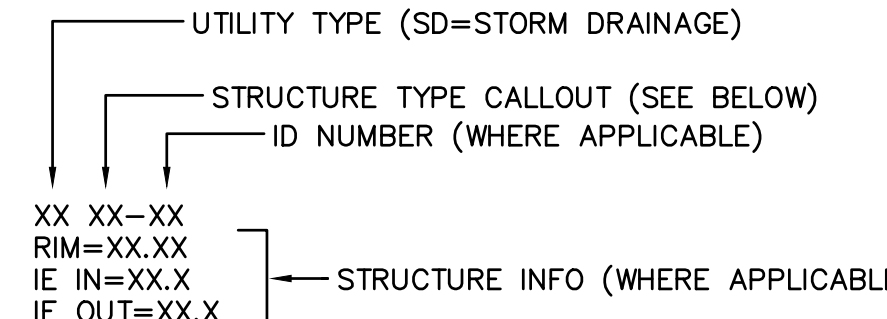 UTILITY TYPE (SD=STORM DRAINAGE)
STRUCTURE TYPE CALLOUT (SEE BELOW)
ID NUMBER (WHERE APPLICABLE)
XX XX-XX
RIM=XX.XX
IE IN=XX.X
IE OUT=XX.X
STRUCTURE INFO (WHERE APPLICABL